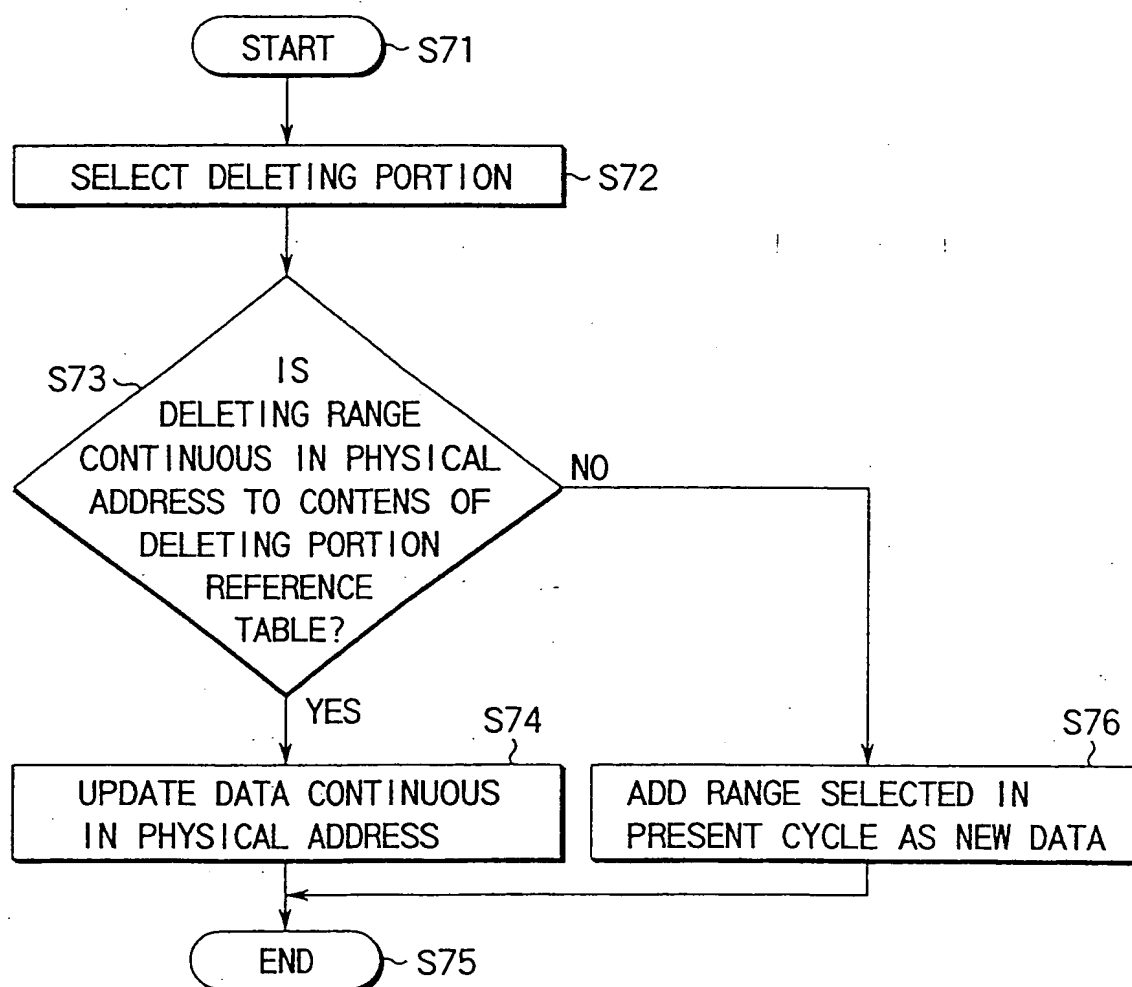 START
S71
SELECT DELETING PORTION
S72
S73
IS
DELETING RANGE
CONTINUOUS IN PHYSICAL
ADDRESS TO CONTENS OF
DELETING PORTION
REFERENCE
TABLE?
NO
YES
S74
UPDATE DATA CONTINUOUS
IN PHYSICAL ADDRESS
S76
ADD RANGE SELECTED IN
PRESENT CYCLE AS NEW DATA
END
S75